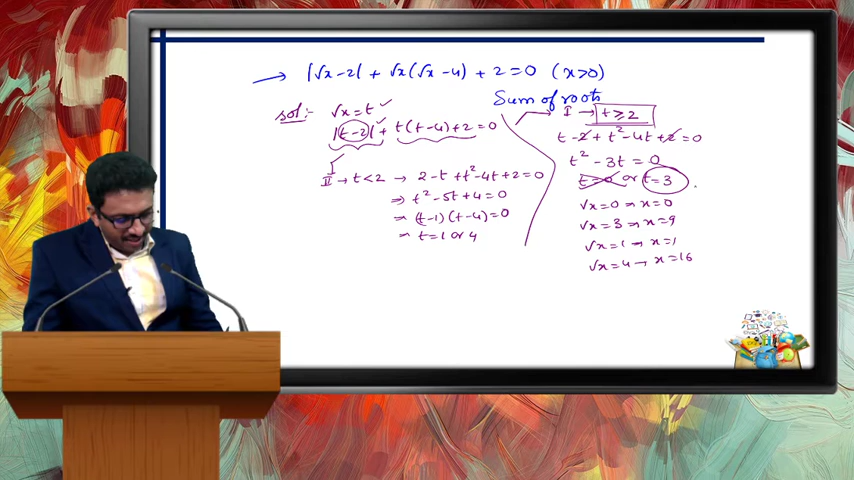 → |√x-2| + √x(√x-4) + 2 = 0 (x>0)
Sum of roots
Sol:- √x = t ✓
|t-2| + t(t-4)+2 = 0
II → t<2 → 2-t+t²-4t+2=0
⇒ t²-5t+4=0
⇒ (t-1)(t-4)=0
⇒ t=1 or 4
I → t≥2
t-2+t²-4t+2=0
t²-3t=0
t=0 or t=3
√x=0 ⇒ x=0
√x=3 ⇒ x=9
√x=1 → x=1
√x=4 → x=16